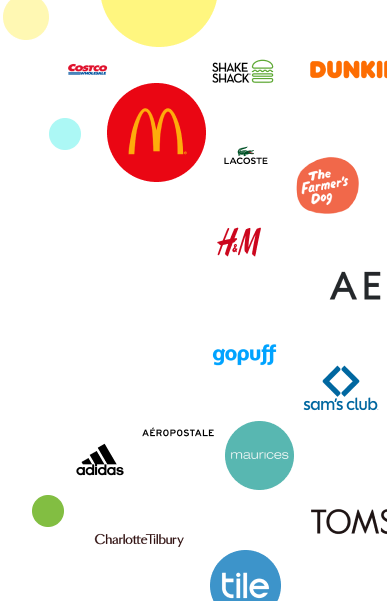 COSTCO
WHOLESALE
SHAKE
SHACK
DUNKI
LACOSTE
The
Farmer's
Dog
H&M
AE
gopuff
sam's club
AÉROPOSTALE
maurices
adidas
TOMS
CharlotteTilbury
tile